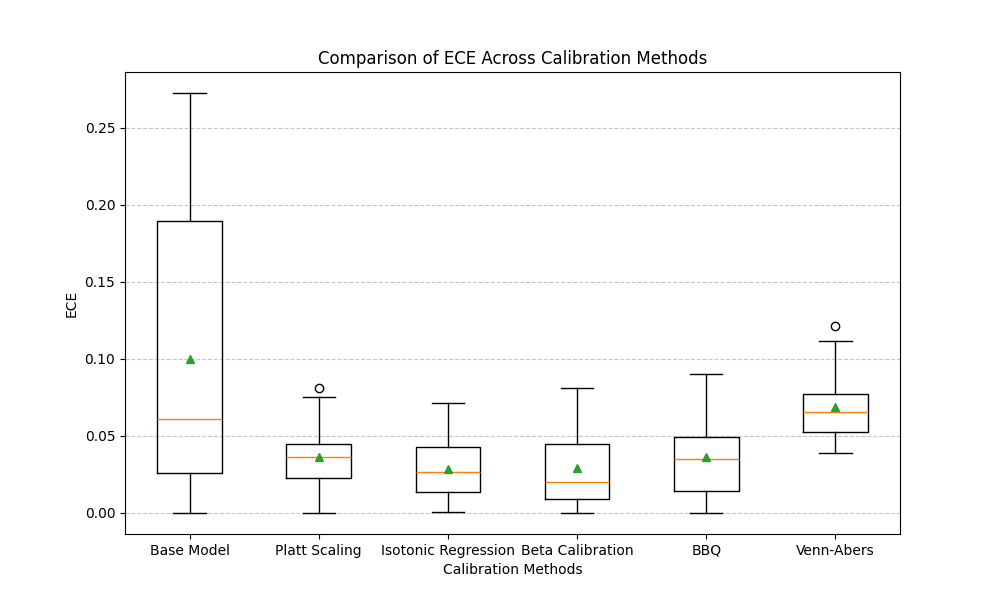 Comparison of ECE Across Calibration Methods
0.25
0.20
0.15
0.10
0.05
0.00
ECE
Base Model Platt Scaling Isotonic Regression Beta Calibration BBQ Venn-Abers
Calibration Methods